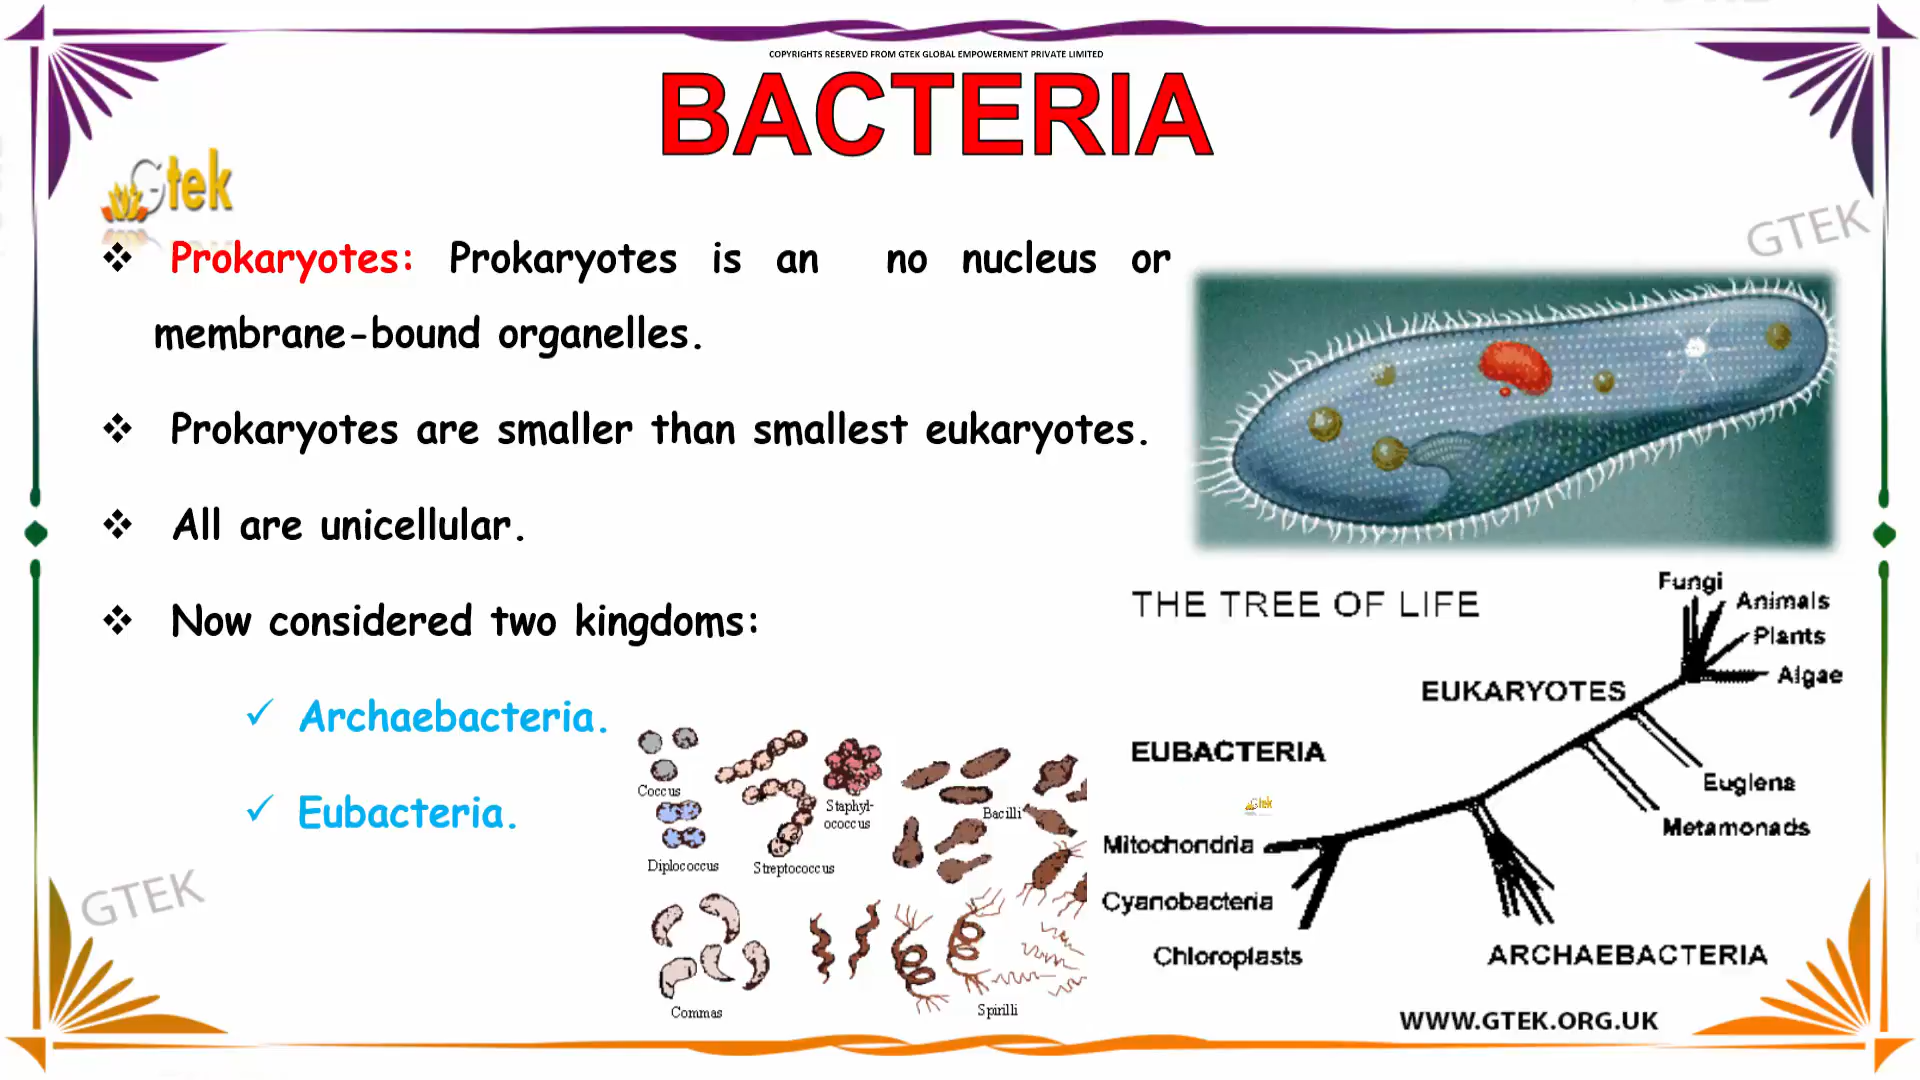 COPYRIGHTS RESERVED FROM GTEK GLOBAL EMPOWERMENT PRIVATE LIMITED
BACTERIA
Gtek
GTEK
Prokaryotes: Prokaryotes is an no nucleus or
membrane-bound organelles.
Prokaryotes are smaller than smallest eukaryotes.
All are unicellular.
Now considered two kingdoms:
Archaebacteria.
Eubacteria.
Coccus
Diplococcus
Streptococcus
Staphyl-
ococcus
Bacilli
Commas
Spirilli
THE TREE OF LIFE
Fungi
Animals
Plants
Algae
EUKARYOTES
EUBACTERIA
Gtek
Euglena
Metamonads
Mitochondria
Cyanobacteria
Chloroplasts
ARCHAEBACTERIA
GTEK
WWW.GTEK.ORG.UK